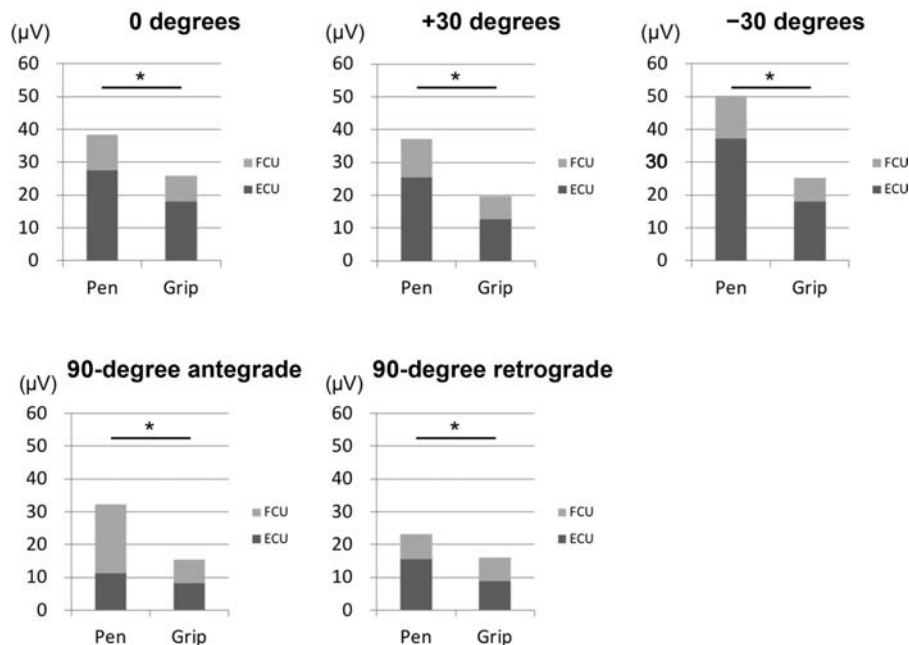 0 degrees
(µV)
60
50
40
30
20
10
0
*
FCU
ECU
Pen
Grip
+30 degrees
(µV)
60
50
40
30
20
10
0
*
FCU
ECU
Pen
Grip
−30 degrees
(µV)
60
50
40
30
20
10
0
*
FCU
ECU
Pen
Grip
90-degree antegrade
(µV)
60
50
40
30
20
10
0
*
FCU
ECU
Pen
Grip
90-degree retrograde
(µV)
60
50
40
30
20
10
0
*
FCU
ECU
Pen
Grip